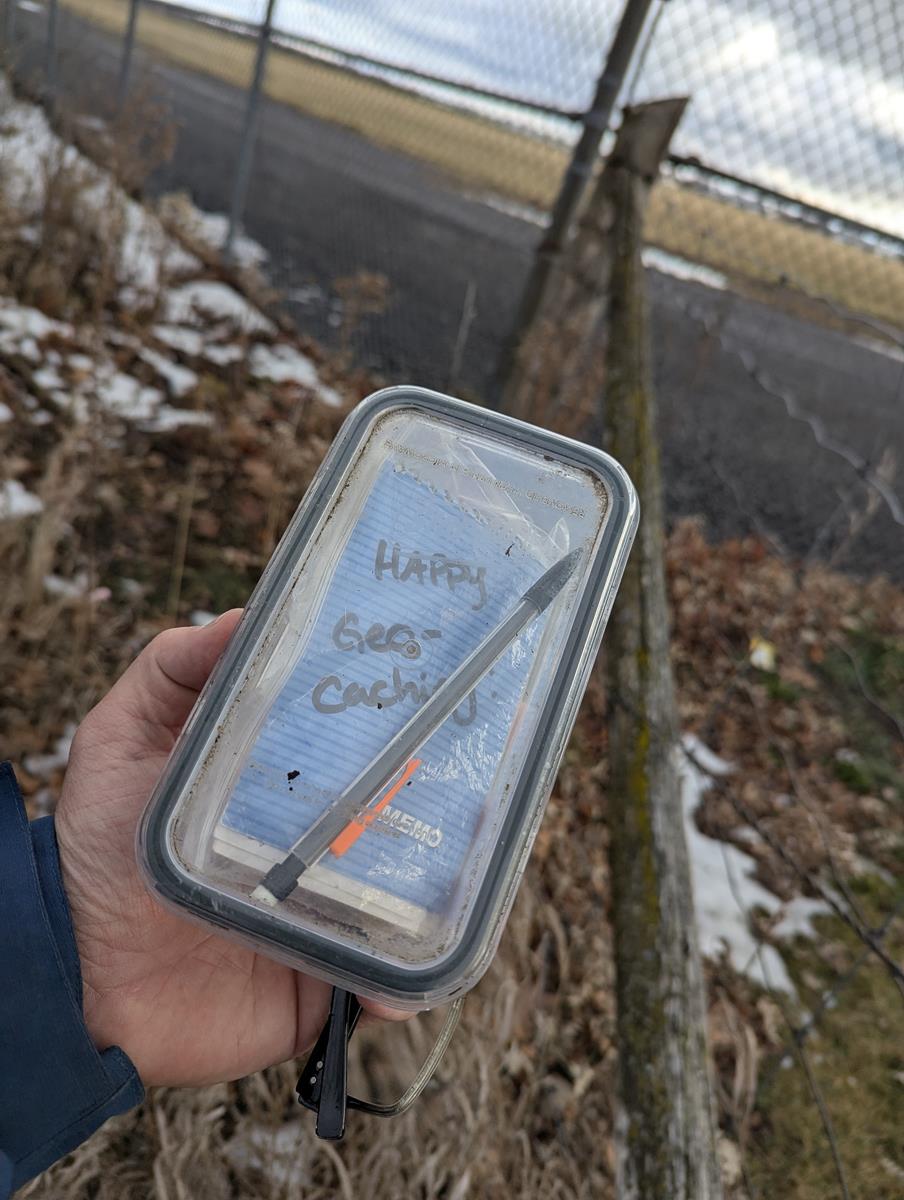 HAPPY
Geo-
Caching
MEMO